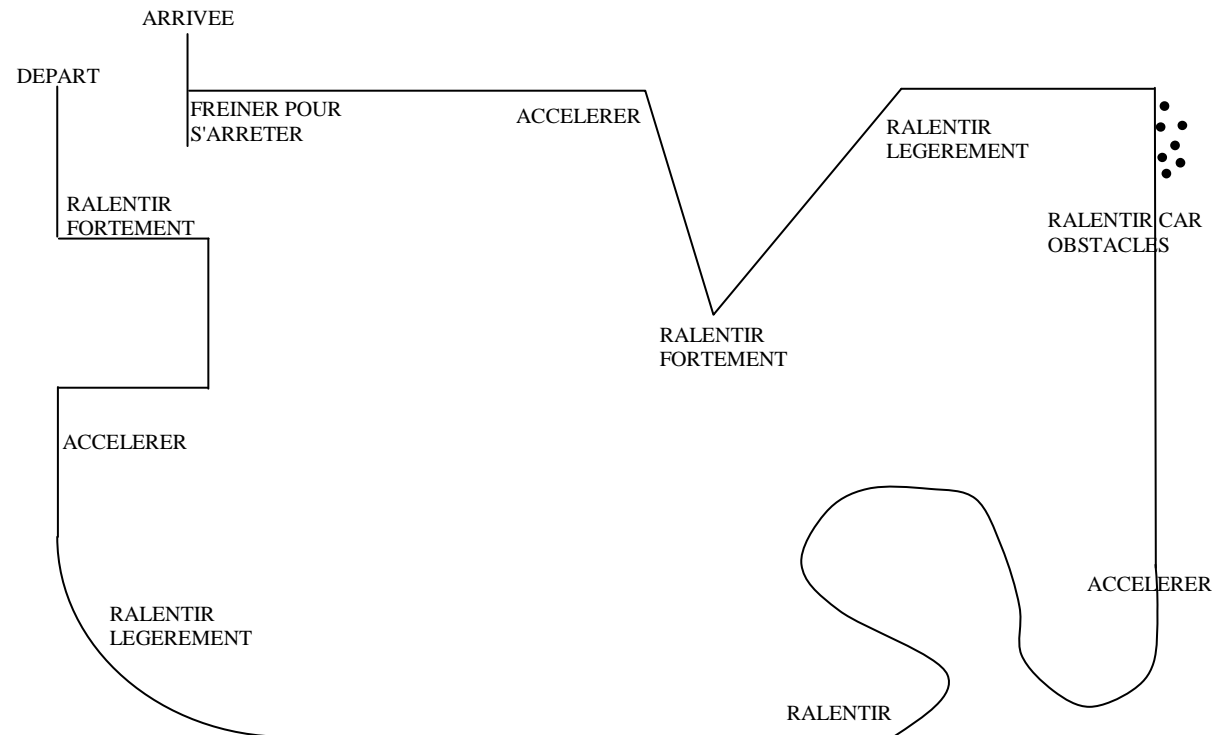 ARRIVEE
DEPART
FREINER POUR
S'ARRETER
ACCELERER
RALENTIR
LEGEREMENT
RALENTIR
FORTEMENT
RALENTIR CAR
OBSTACLES
RALENTIR
FORTEMENT
ACCELERER
ACCELERER
RALENTIR
LEGEREMENT
RALENTIR